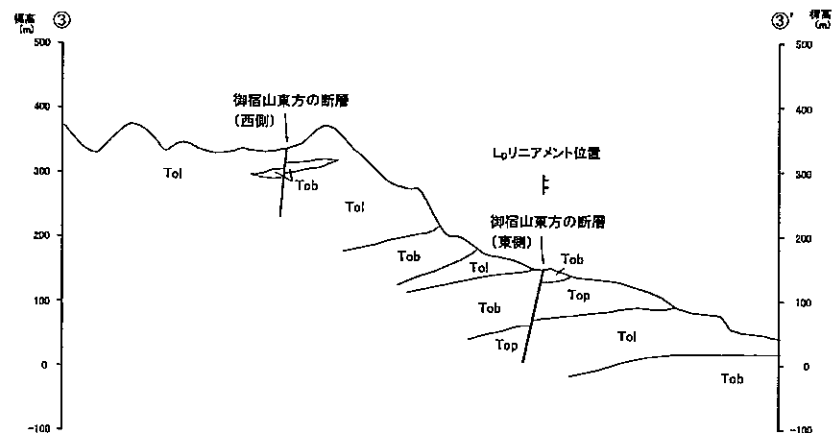 標高
(m)
③
③'
標高
(m)
500
400
300
200
100
0
-100
500
400
300
200
100
0
-100
御宿山東方の断層
(西側)
Tol
Tob
Tol
LDリニアメント位置
御宿山東方の断層
(東側)
Tob
Tob
Tol
Top
Tob
Top
Tol
Tob